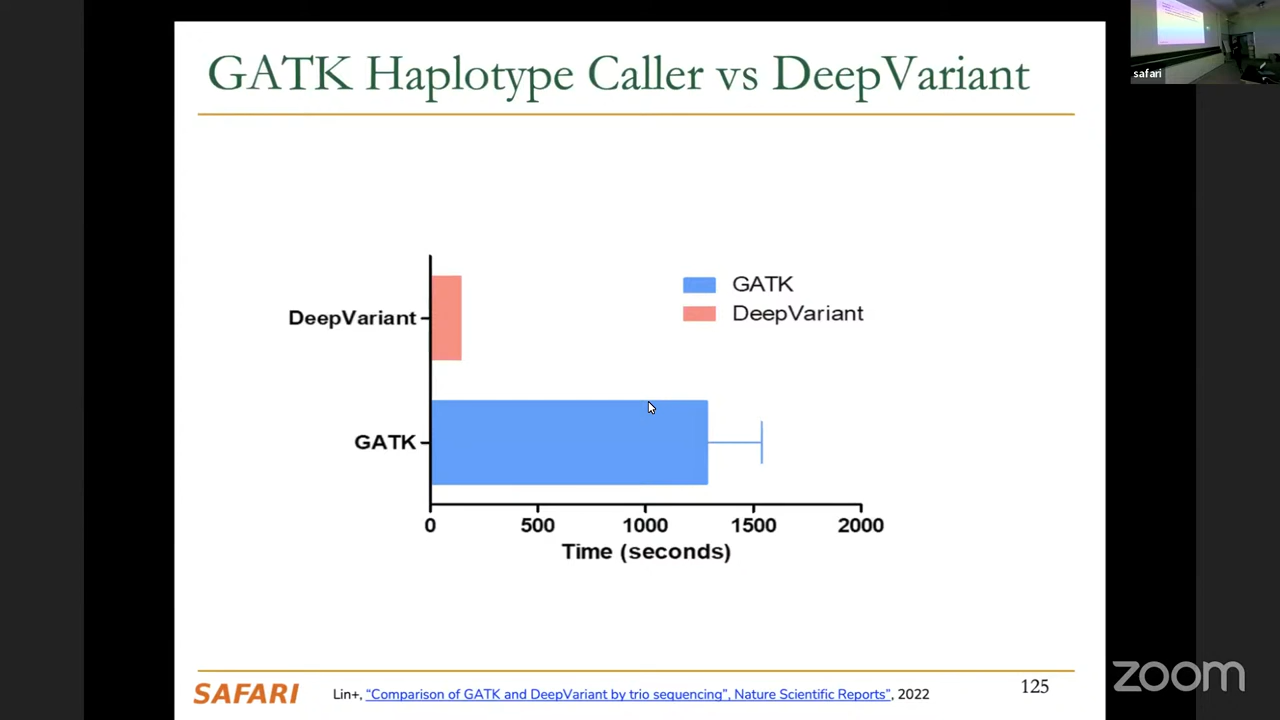 GATK Haplotype Caller vs DeepVariant
safari
GATK
DeepVariant
DeepVariant
GATK
0 500 1000 1500 2000
Time (seconds)
SAFARI
Lin+, “Comparison of GATK and DeepVariant by trio sequencing”, Nature Scientific Reports”, 2022
125
zoom